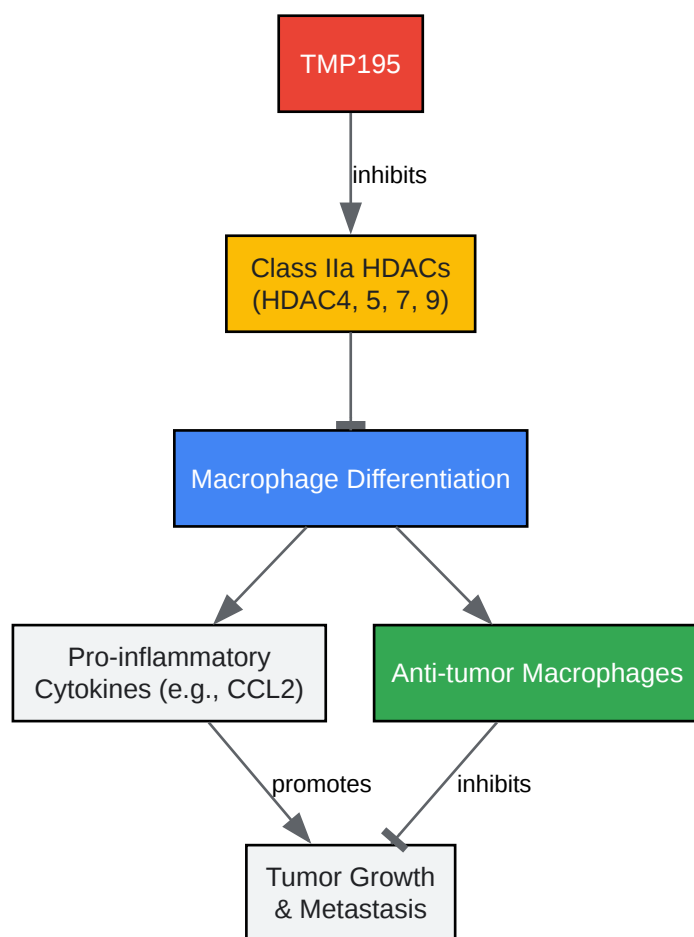 TMP195
inhibits
Class IIa HDACs
(HDAC4, 5, 7, 9)
Macrophage Differentiation
Pro-inflammatory
Cytokines (e.g., CCL2)
Anti-tumor Macrophages
promotes
inhibits
Tumor Growth
& Metastasis